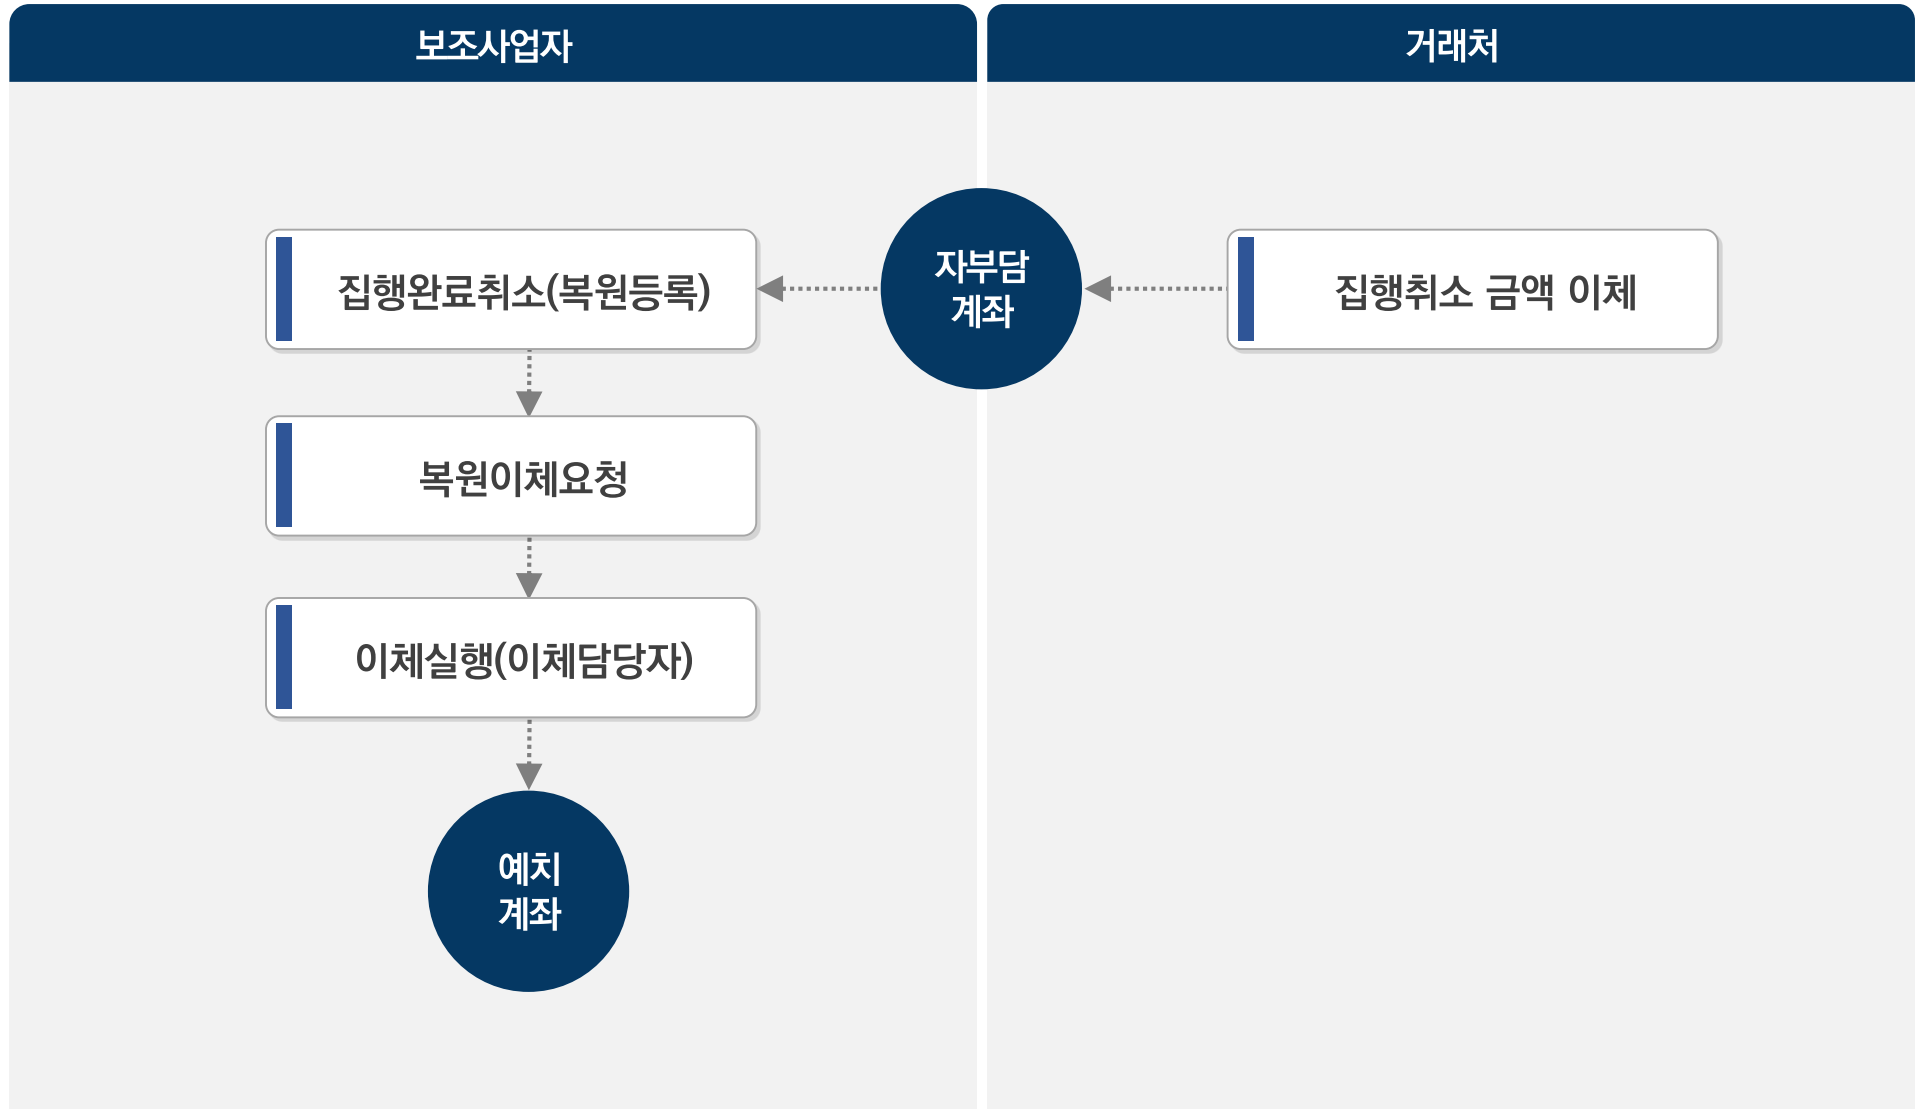 보조사업자
거래처
집행완료취소(복원등록)
자부담
계좌
집행취소 금액 이체
복원이체요청
이체실행(이체담당자)
예치
계좌